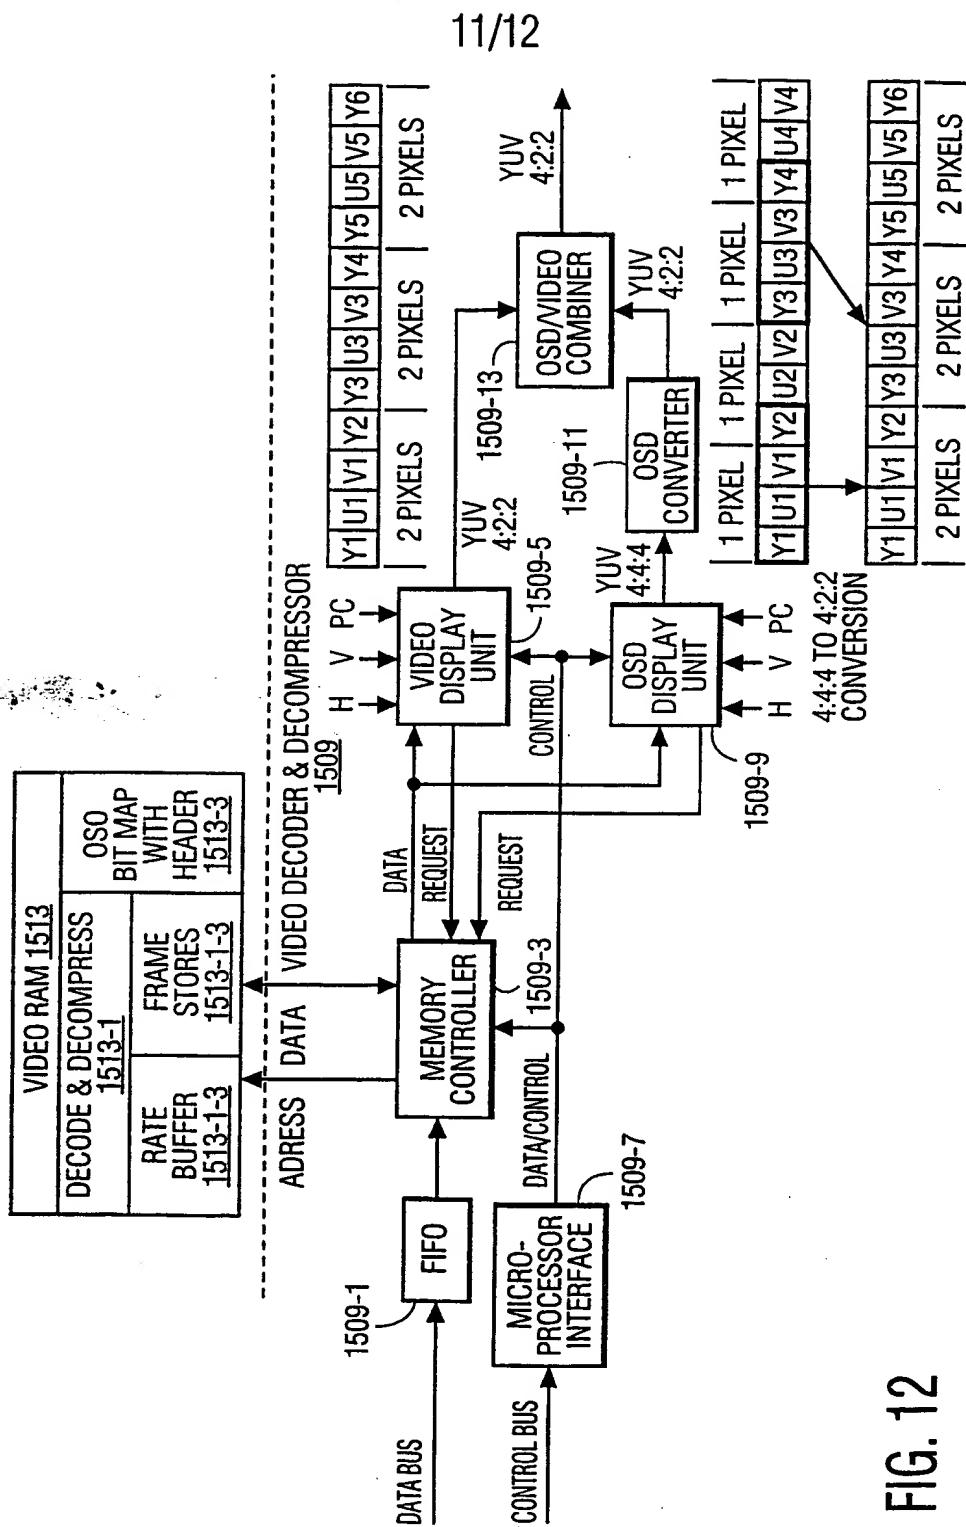 11/12
VIDEO RAM 1513
DECODE & DECOMPRESS
1513-1
RATE
BUFFER
1513-1-3
FRAME
STORES
1513-1-3
OSO
BIT MAP
WITH
HEADER
1513-3
ADRESS
DATA
VIDEO DECODER & DECOMPRESSOR
1509
DATA BUS
1509-1
FIFO
MEMORY
CONTROLLER
1509-3
DATA
REQUEST
REQUEST
H
V
PC
VIDEO
DISPLAY
UNIT
1509-5
YUV
4:2:2
Y1 U1 V1 Y2 Y3 U3 V3 Y4 Y5 U5 V5 Y6
2 PIXELS
2 PIXELS
2 PIXELS
1509-13
OSD/VIDEO
COMBINER
YUV
4:2:2
YUV
4:2:2
CONTROL BUS
MICRO-
PROCESSOR
INTERFACE
1509-7
DATA/CONTROL
CONTROL
OSD
DISPLAY
UNIT
1509-9
H
V
PC
YUV
4:4:4
1509-11
OSD
CONVERTER
4:4:4 TO 4:2:2
CONVERSION
1 PIXEL
1 PIXEL
1 PIXEL
1 PIXEL
Y1 U1 V1 Y2 U2 V2 Y3 U3 V3 Y4 U4 V4
Y1 U1 V1 Y2 Y3 U3 V3 Y4 Y5 U5 V5 Y6
2 PIXELS
2 PIXELS
2 PIXELS
FIG. 12